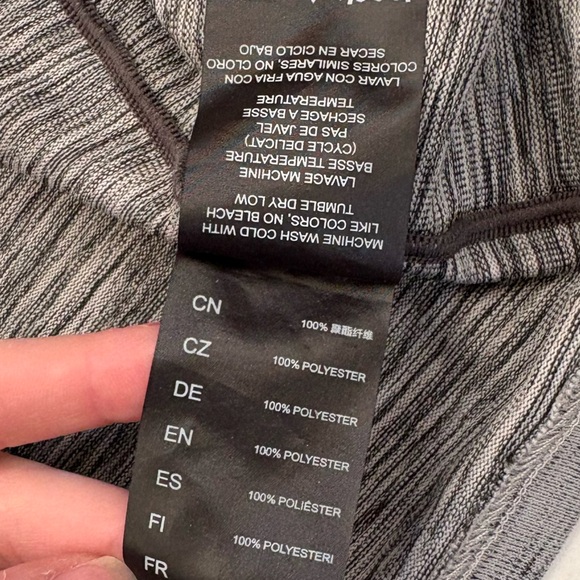 MACHINE WASH COLD WITH
LIKE COLORS, NO BLEACH
TUMBLE DRY LOW
LAVAGE MACHINE
BASSE TEMPERATURE
(CYCLE DELICAT)
PAS DE JAVEL
SECHAGE A BASSE
TEMPERATURE
LAVAR CON AGUA FRIA CON
COLORES SIMILARES, NO CLORO
SECAR EN CICLO BAJO
CN 100% 聚酯纤维
CZ 100% POLYESTER
DE 100% POLYESTER
EN 100% POLYESTER
ES 100% POLIÉSTER
FI 100% POLYESTERI
FR